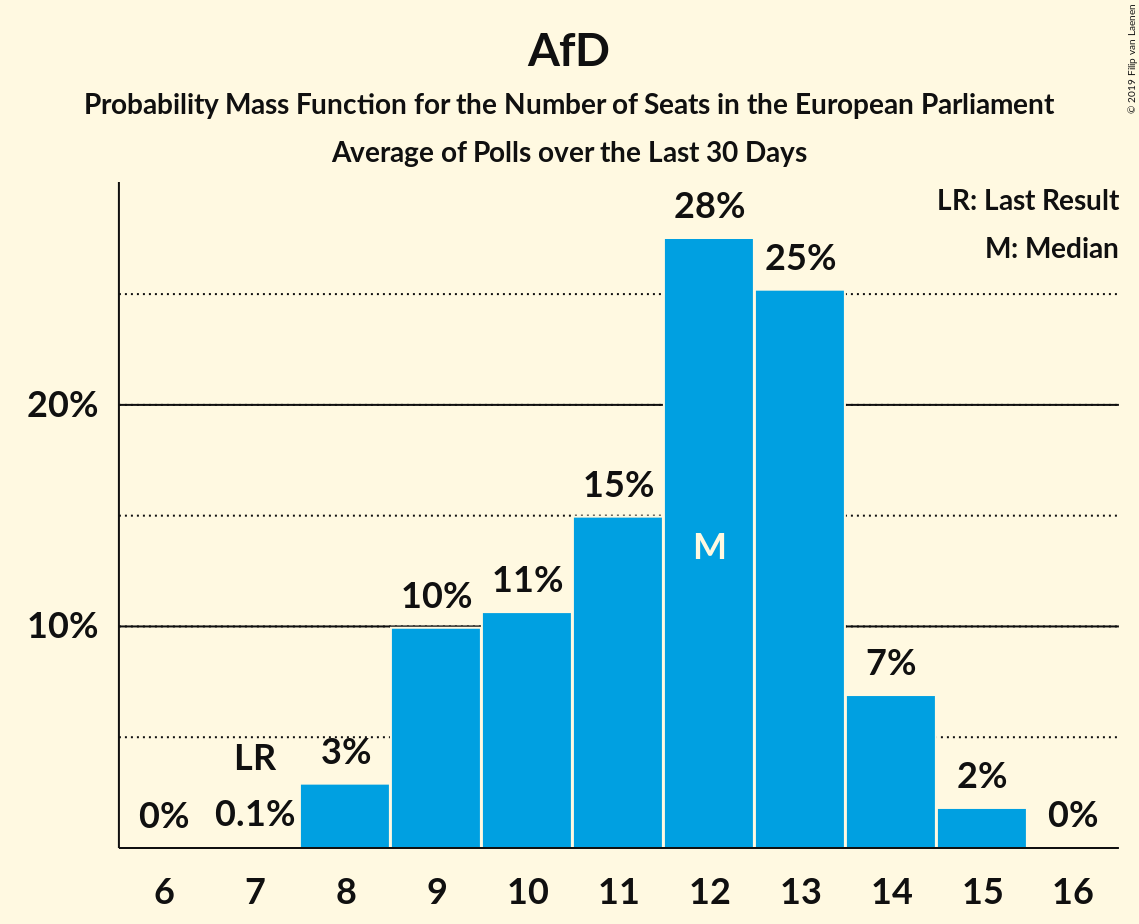 AfD
Probability Mass Function for the Number of Seats in the European Parliament
Average of Polls over the Last 30 Days
© 2019 Filip van Laenen
LR: Last Result
M: Median
28%
25%
20%
15%
M
11%
10%
10%
7%
LR
3%
2%
0%
0.1%
0%
6 7 8 9 10 11 12 13 14 15 16